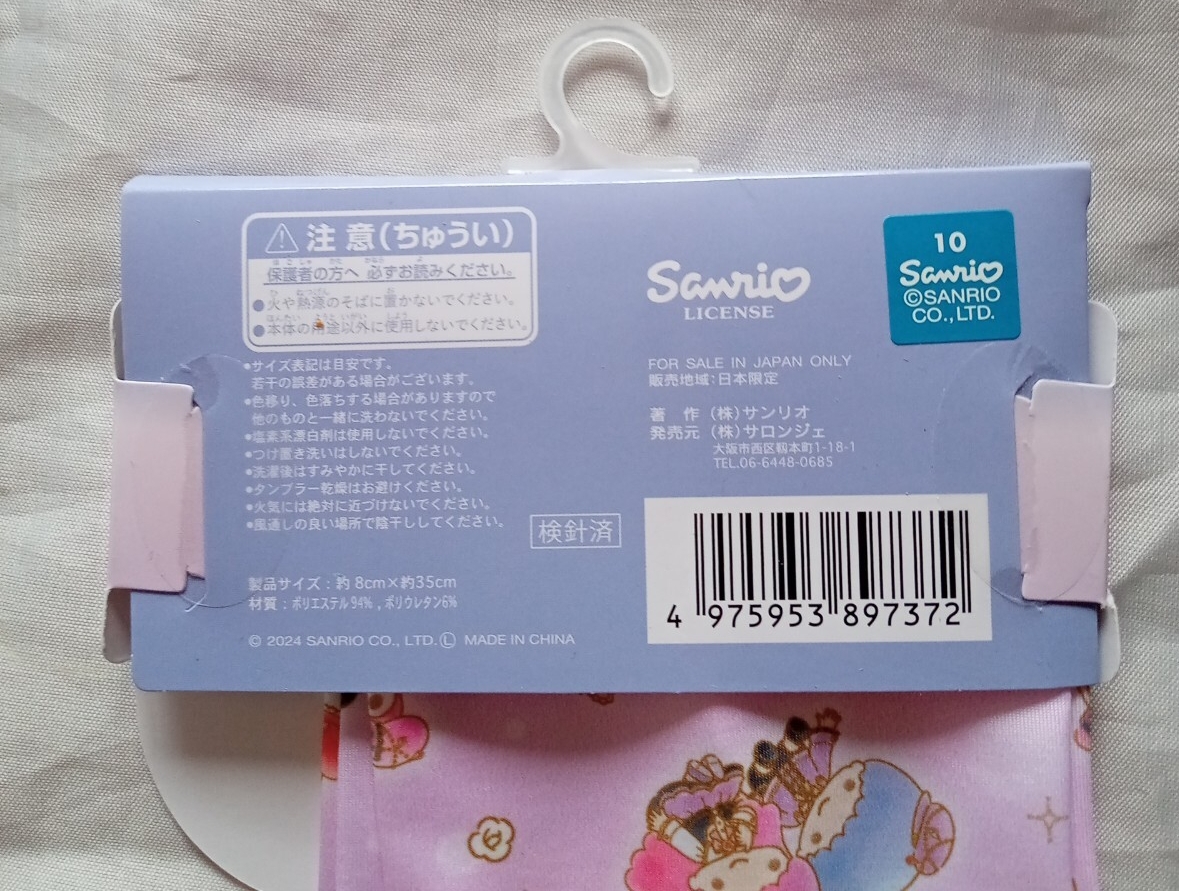 注意(ちゅうい)
保護者の方へ 必ずお読みください。
●火や熱源のそばに置かないでください。
●本体の用途以外に使用しないでください。
●サイズ表記は目安です。
若干の誤差がある場合がございます。
●色移り、色落ちする場合がありますので
他のものと一緒に洗わないでください。
●塩素系漂白剤は使用しないでください。
●つけ置き洗いはしないでください。
●洗濯後はすみやかに干してください。
●タンブラー乾燥はお避けください。
●火気には絶対に近づけないでください。
●風通しの良い場所で陰干ししてください。
検針済
製品サイズ:約8cm×約35cm
材質:ポリエステル94%,ポリウレタン6%
© 2024 SANRIO CO., LTD. Ⓛ MADE IN CHINA
Sanrio
LICENSE
FOR SALE IN JAPAN ONLY
販売地域:日本限定
著 作 (株)サンリオ
発売元 (株)サロンジェ
大阪市西区靱本町1-18-1
TEL.06-6448-0685
4 975953 897372
10
Sanrio
©SANRIO
CO.,LTD.